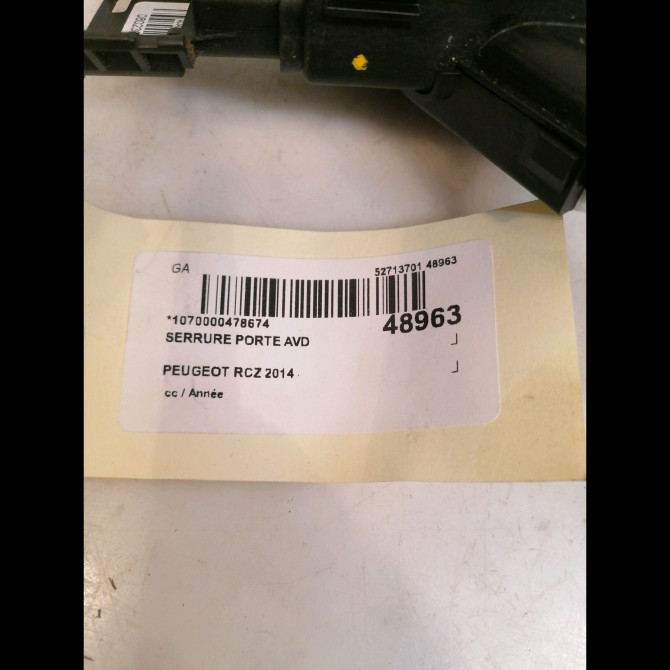 GA
52713701 48963
*1070000478674
48963
SERRURE PORTE AVD
PEUGEOT RCZ 2014
cc / Année